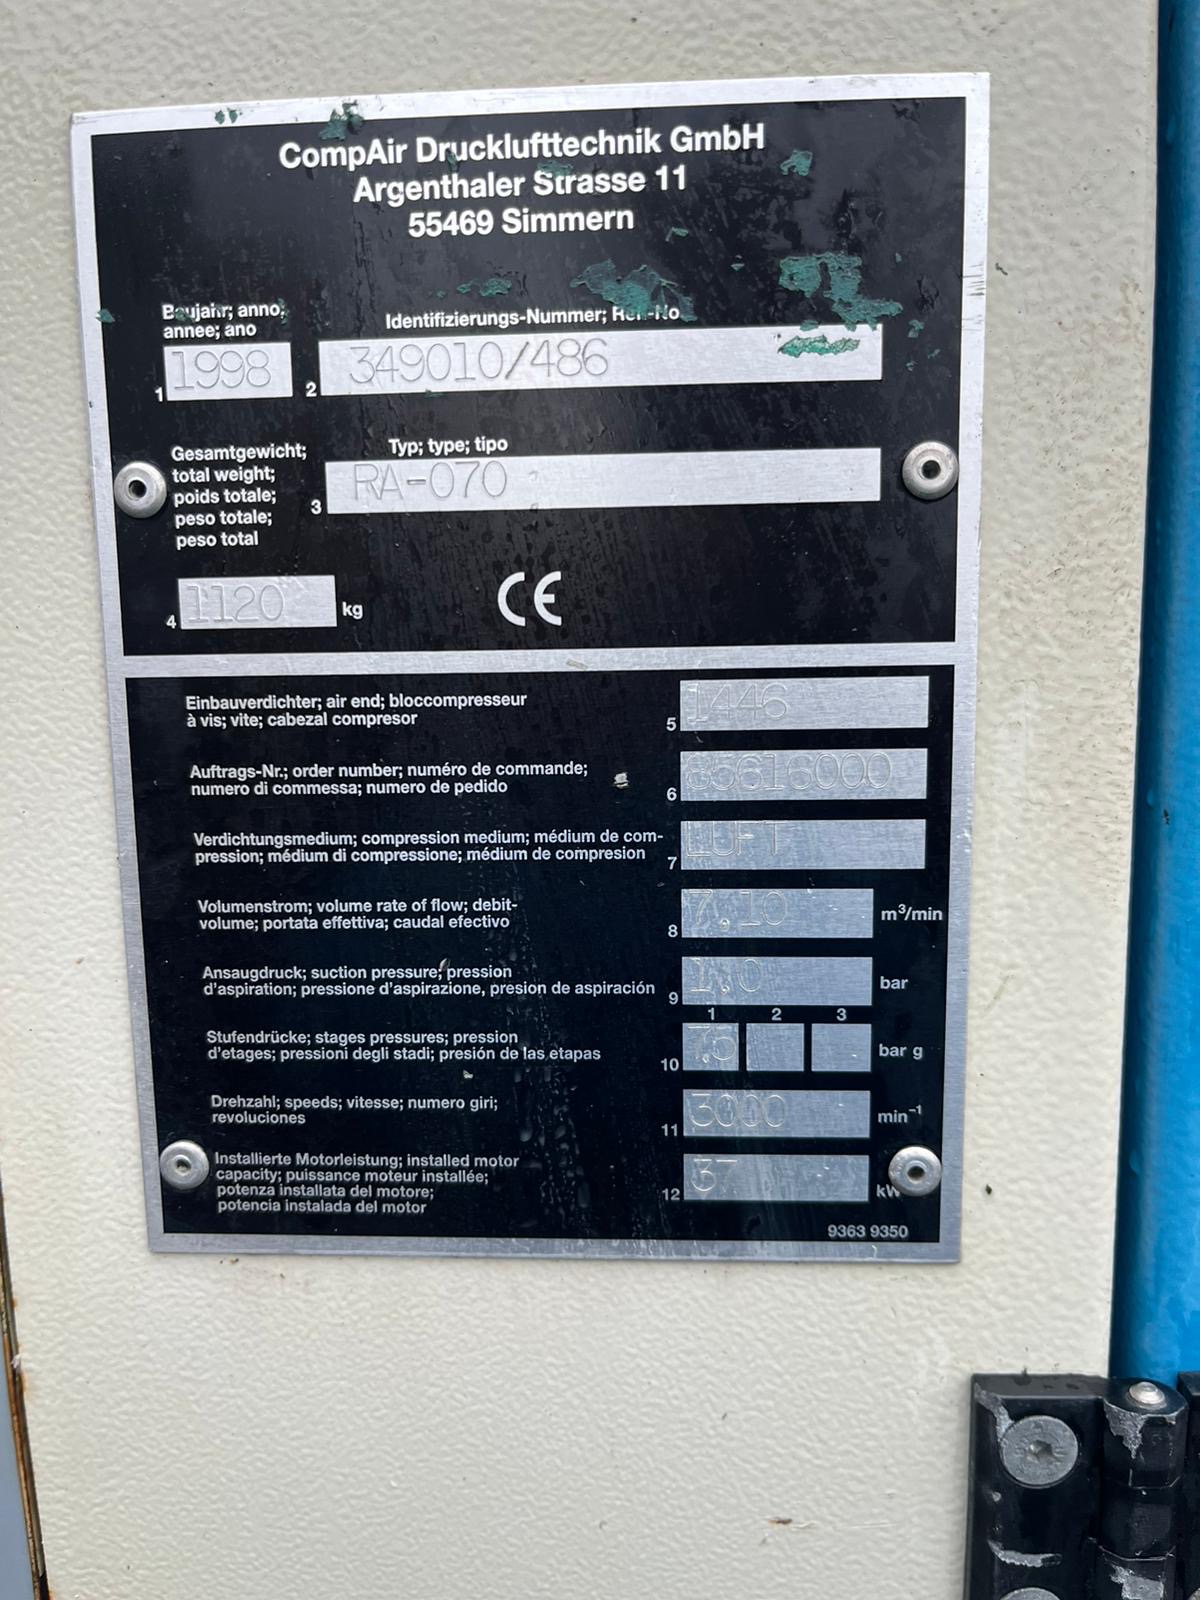 CompAir Drucklufttechnik GmbH
Argenthaler Strasse 11
55469 Simmern
Baujahr; anno;
annee; ano
Identifizierungs-Nummer; Ref.-No
1 1998
2 349010/486
Gesamtgewicht;
total weight;
poids totale;
peso totale;
peso total
Typ; type; tipo
3 RA-070
4 1120 kg
CE
Einbauverdichter; air end; bloccompresseur
à vis; vite; cabezal compresor
5 1446
Auftrags-Nr.; order number; numéro de commande;
numero di commessa; numero de pedido
6 85616000
Verdichtungsmedium; compression medium; médium de com-
pression; médium di compressione; médium de compresion
7 LUFT
Volumenstrom; volume rate of flow; debit-
volume; portata effettiva; caudal efectivo
8 7.10 m³/min
Ansaugdruck; suction pressure; pression
d'aspiration; pressione d'aspirazione, presion de aspiración
9 1.0 bar
1 2 3
Stufendrücke; stages pressures; pression
d'etages; pressioni degli stadi; presión de las etapas
10 7.5 bar g
Drehzahl; speeds; vitesse; numero giri;
revoluciones
11 3000 min⁻¹
Installierte Motorleistung; installed motor
capacity; puissance moteur installée;
potenza installata del motore;
potencia instalada del motor
12 37 kW
9363 9350